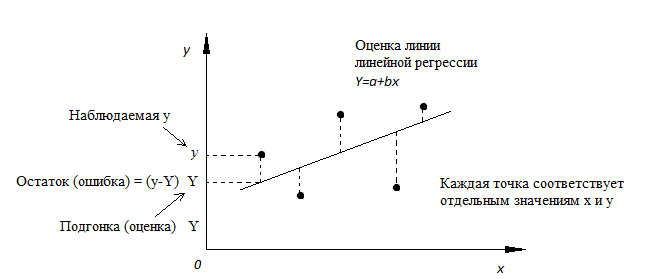 y
Оценка линии
линейной регрессии
Y=a+bx
Наблюдаемая y
y
Остаток (ошибка) = (y-Y) Y
Каждая точка соответствует
отдельным значениям x и y
Подгонка (оценка) Y
0
x